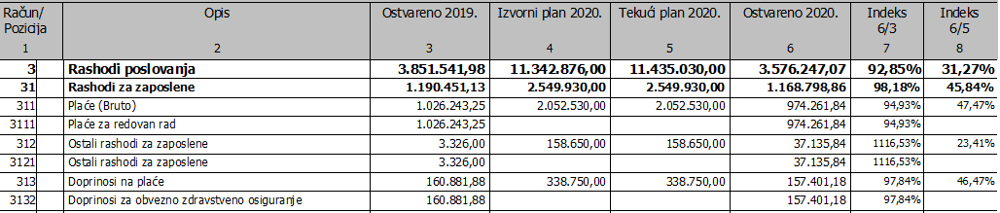 Račun/ Opis Ostvareno 2019. Izvorni plan 2020. Tekući plan 2020. Ostvareno 2020. Indeks Indeks
Pozicija 6/3 6/5
1 2 3 4 5 6 7 8
3 Rashodi poslovanja 3.851.541,98 11.342.876,00 11.435.030,00 3.576.247,07 92,85% 31,27%
31 Rashodi za zaposlene 1.190.451,13 2.549.930,00 2.549.930,00 1.168.798,86 98,18% 45,84%
311 Plaće (Bruto) 1.026.243,25 2.052.530,00 2.052.530,00 974.261,84 94,93% 47,47%
3111 Plaće za redovan rad 1.026.243,25 974.261,84 94,93%
312 Ostali rashodi za zaposlene 3.326,00 158.650,00 158.650,00 37.135,84 1116,53% 23,41%
3121 Ostali rashodi za zaposlene 3.326,00 37.135,84 1116,53%
313 Doprinosi na plaće 160.881,88 338.750,00 338.750,00 157.401,18 97,84% 46,47%
3132 Doprinosi za obvezno zdravstveno osiguranje 160.881,88 157.401,18 97,84%